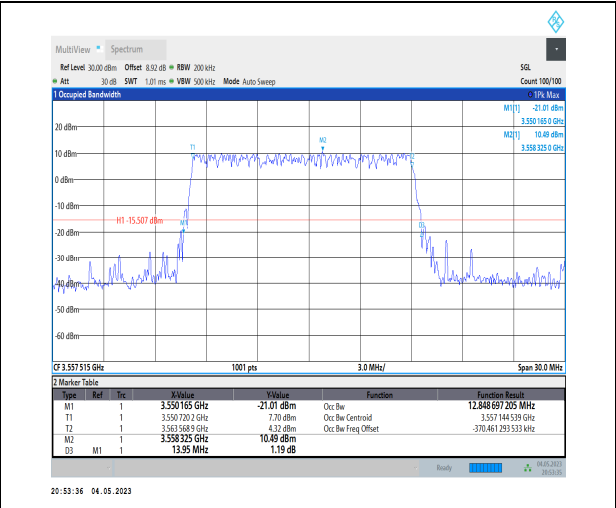 MultiView Spectrum
Ref Level 30.00 dBm Offset 8.92 dB RBW 200 kHz SGL
Att 30 dB SWT 1.01 ms VBW 500 kHz Mode Auto Sweep Count 100/100
1 Occupied Bandwidth 1Pk Max
M1[1] -21.01 dBm
3.550 165 0 GHz
M2[1] 10.49 dBm
3.558 325 0 GHz
20 dBm
M2
T1
10 dBm
0 dBm
-10 dBm
H1 -15.507 dBm
M1
D3
-20 dBm
-30 dBm
-40 dBm
-50 dBm
-60 dBm
CF 3.557 515 GHz 1001 pts 3.0 MHz/ Span 30.0 MHz
2 Marker Table
Type Ref Trc X-Value Y-Value Function Function Result
M1 1 3.550 165 GHz -21.01 dBm Occ Bw 12.848 697 205 MHz
T1 1 3.550 720 2 GHz 7.70 dBm Occ Bw Centroid 3.557 144 539 GHz
T2 1 3.563 568 9 GHz 4.32 dBm Occ Bw Freq Offset -370.461 293 533 kHz
M2 1 3.558 325 GHz 10.49 dBm
D3 M1 1 13.95 MHz 1.19 dB
Ready 04.05.2023
20:53:35
20:53:36 04.05.2023